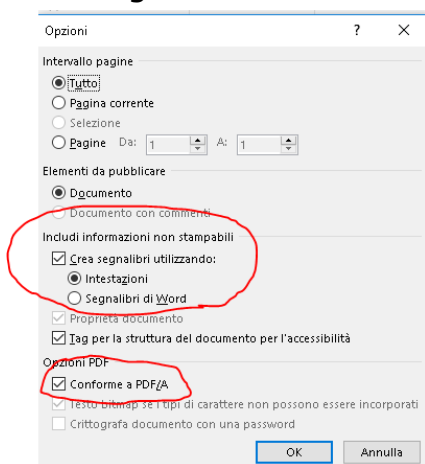 Opzioni ? ×
Intervallo pagine
Tutto
Pagina corrente
Selezione
Pagine Da: 1 A: 1
Elementi da pubblicare
Documento
Documento con commenti
Includi informazioni non stampabili
Crea segnalibri utilizzando:
Intestazioni
Segnalibri di Word
Proprietà documento
Tag per la struttura del documento per l'accessibilità
Opzioni PDF
Conforme a PDF/A
Testo bitmap se i tipi di carattere non possono essere incorporati
Crittografa documento con una password
OK Annulla